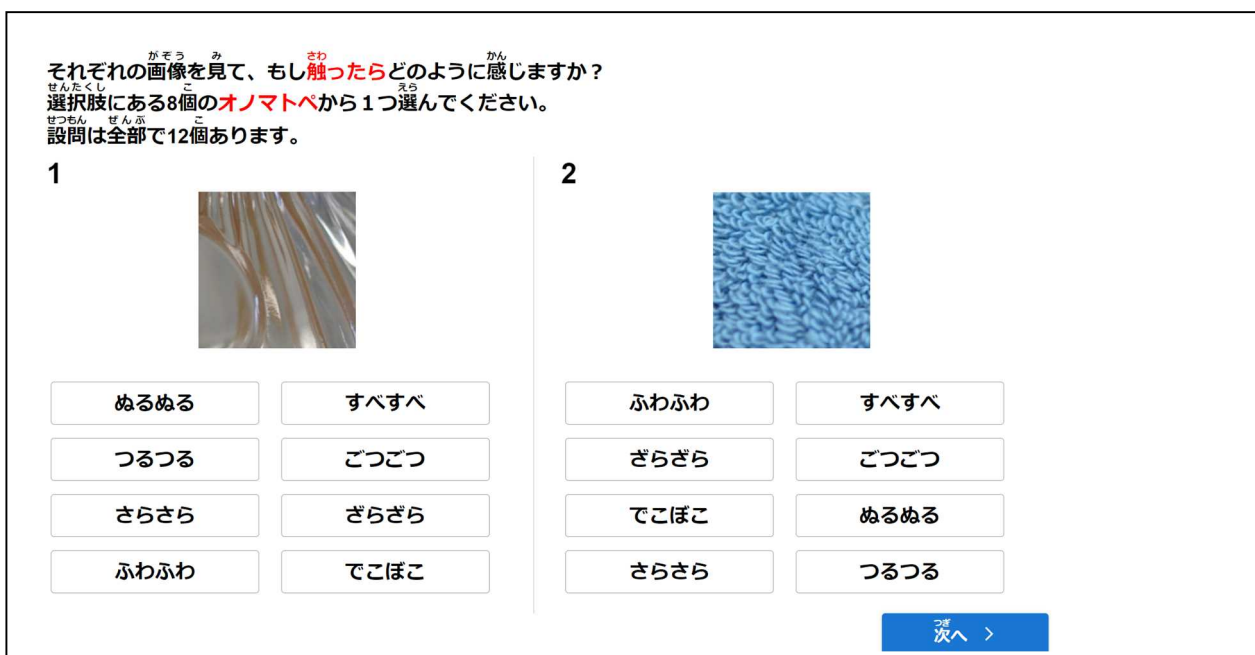 それぞれの画像を見て、もし触ったらどのように感じますか？
選択肢にある8個のオノマトペから１つ選んでください。
設問は全部で12個あります。
1
ぬるぬる すべすべ
つるつる ごつごつ
さらさら ざらざら
ふわふわ でこぼこ
2
ふわふわ すべすべ
ざらざら ごつごつ
でこぼこ ぬるぬる
さらさら つるつる
次へ >